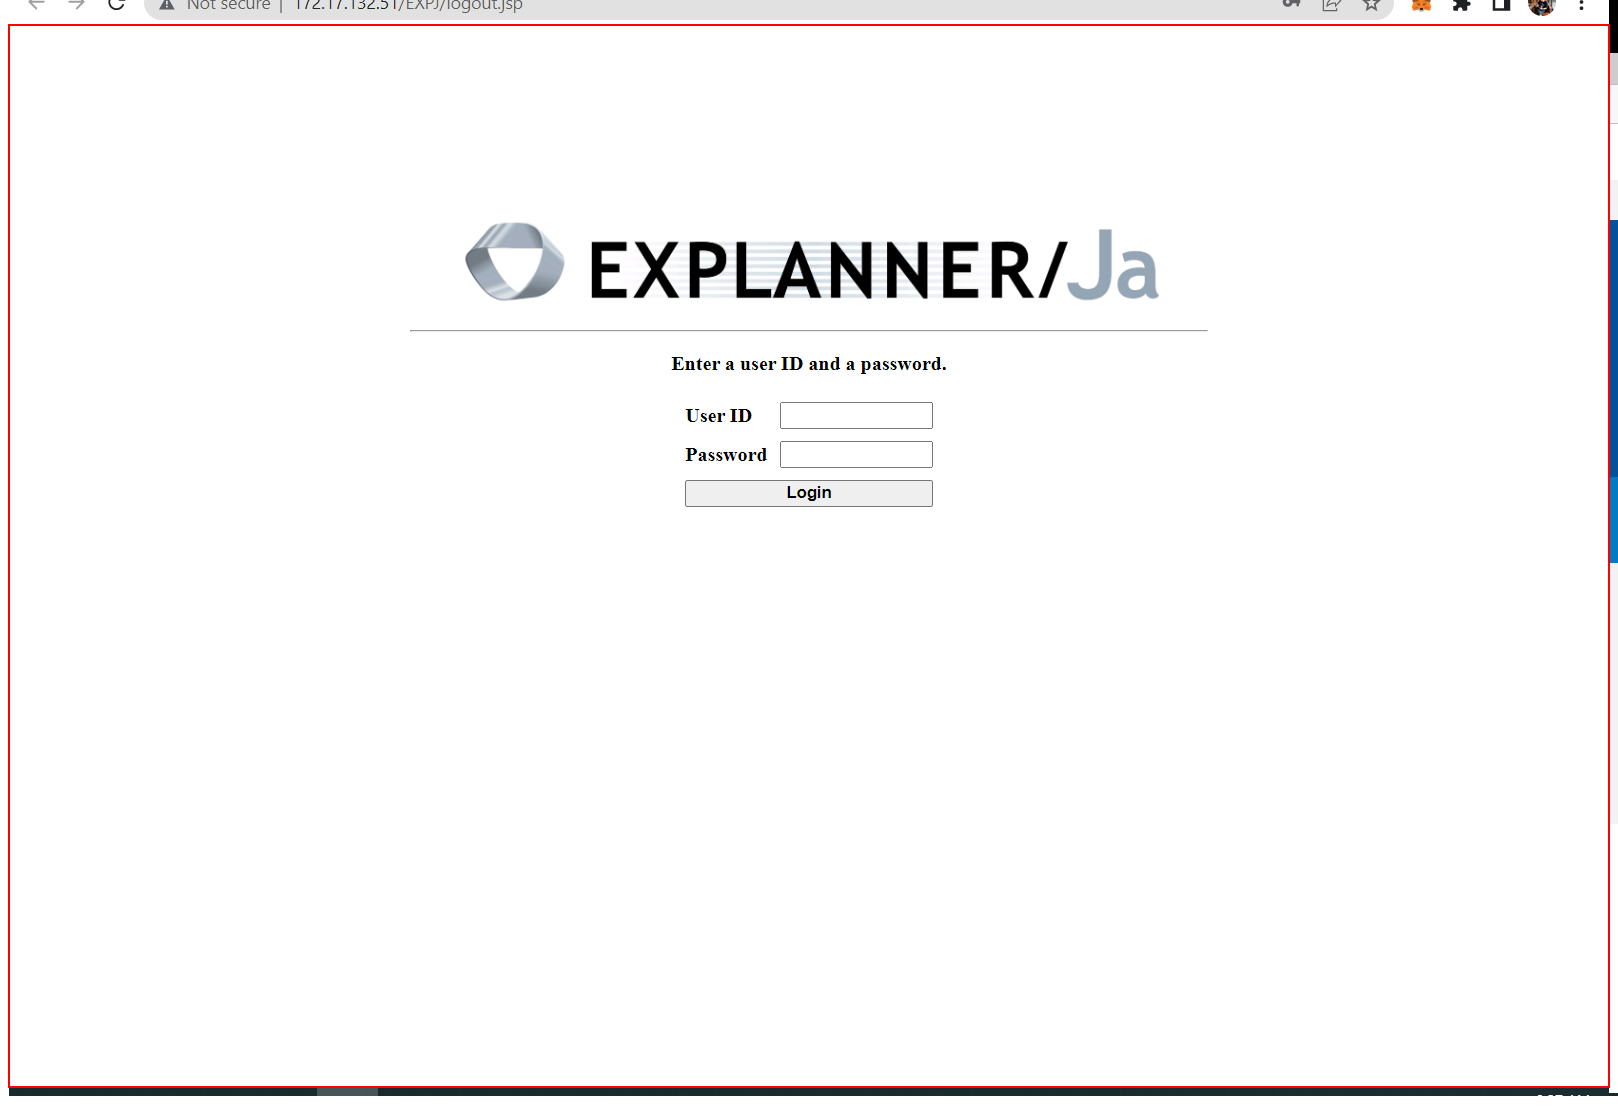 Not secure | 172.17.132.51/EXPJ/logout.jsp
EXPLANNER/Ja
Enter a user ID and a password.
User ID
Password
Login